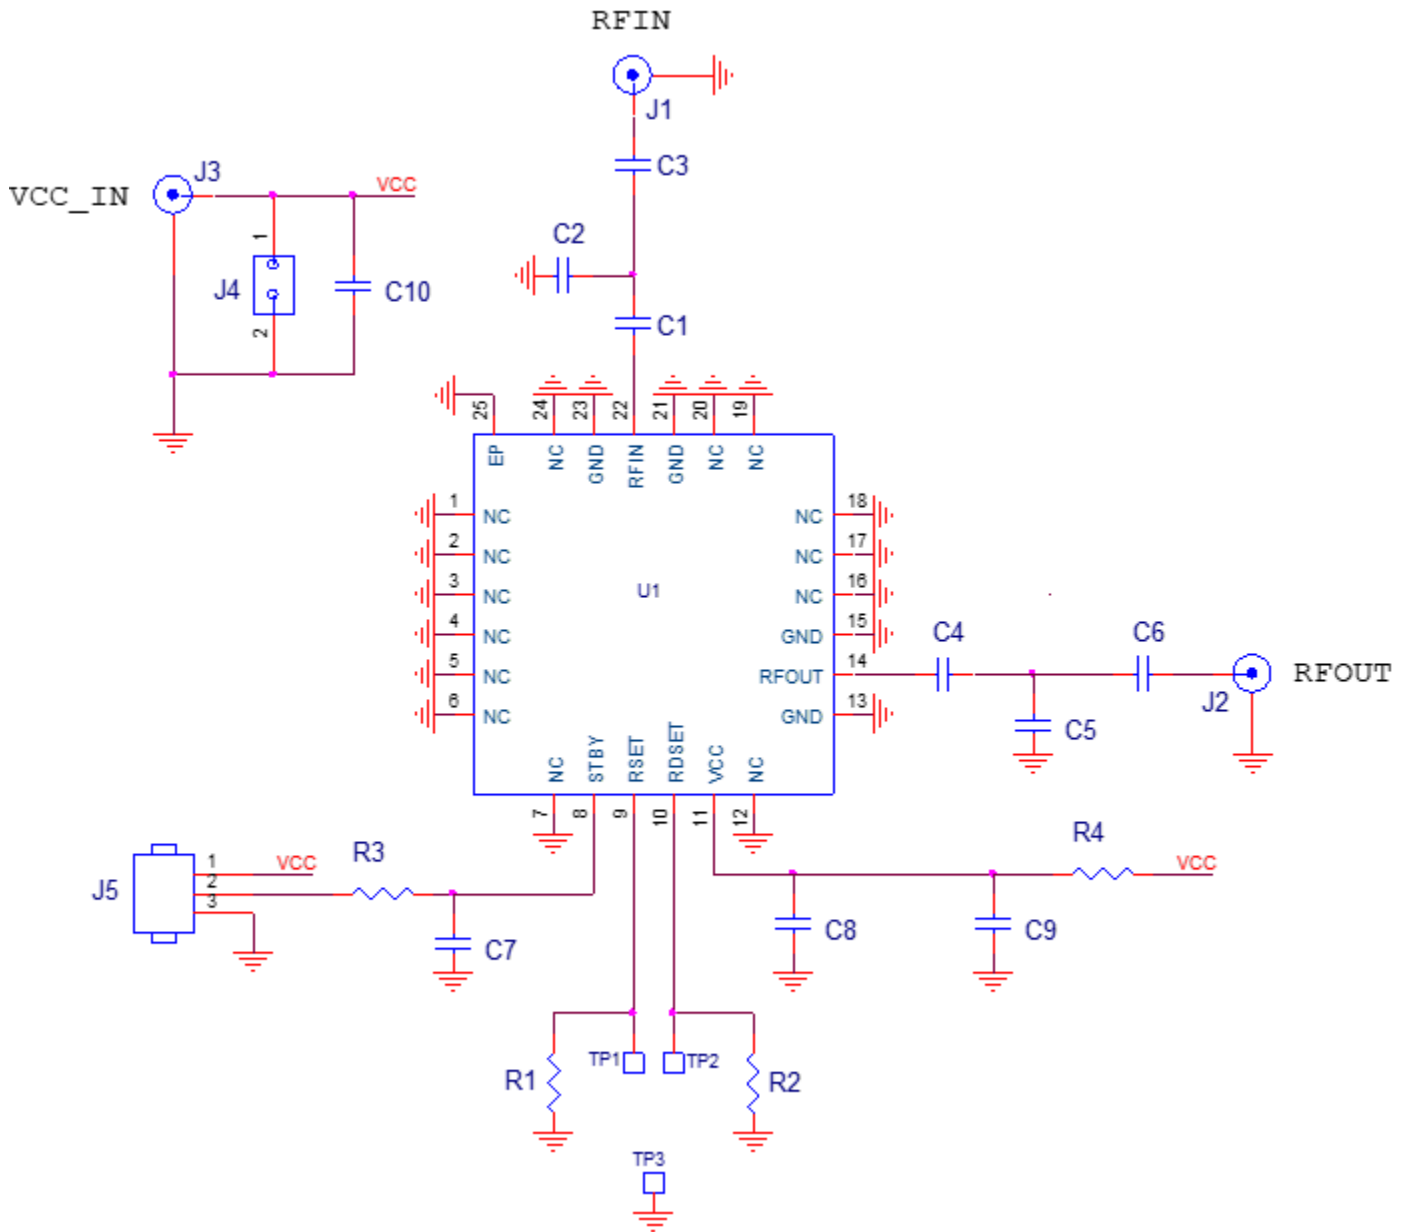 RFIN
J1
C3
J3
VCC
VCC_IN
C2
1
J4
C10
2
C1
25 24 23 22 21 20 19
EP NC GND RFIN GND NC NC
1 NC NC 18
2 NC NC 17
3 NC U1 NC 16
4 NC GND 15
5 NC RFOUT 14
C4 C6
RFOUT
6 NC GND 13
J2
C5
NC STBY RSET RDSET VCC NC
7 8 9 10 11 12
R3
R4
J5
1 VCC
VCC
2
3
C7
C8
C9
TP1
TP2
R1
R2
TP3